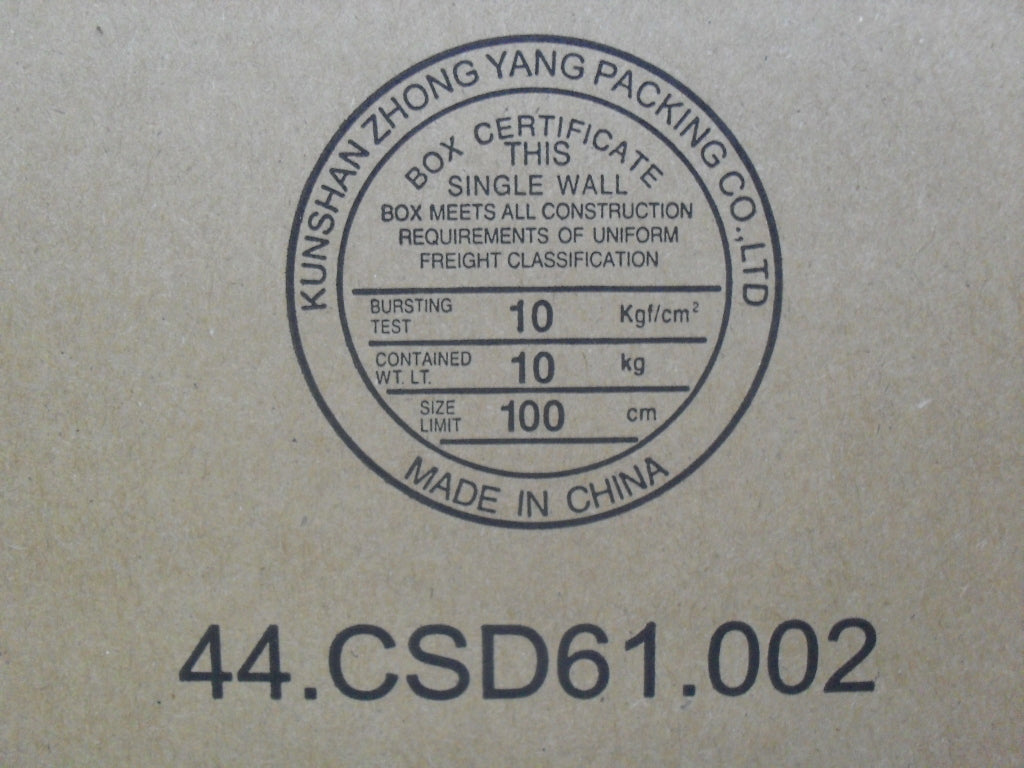 KUNSHAN ZHONG YANG PACKING CO.,LTD
BOX CERTIFICATE
THIS
SINGLE WALL
BOX MEETS ALL CONSTRUCTION
REQUIREMENTS OF UNIFORM
FREIGHT CLASSIFICATION
BURSTING TEST 10 Kgf/cm²
CONTAINED WT. LT. 10 kg
SIZE LIMIT 100 cm
MADE IN CHINA
44.CSD61.002